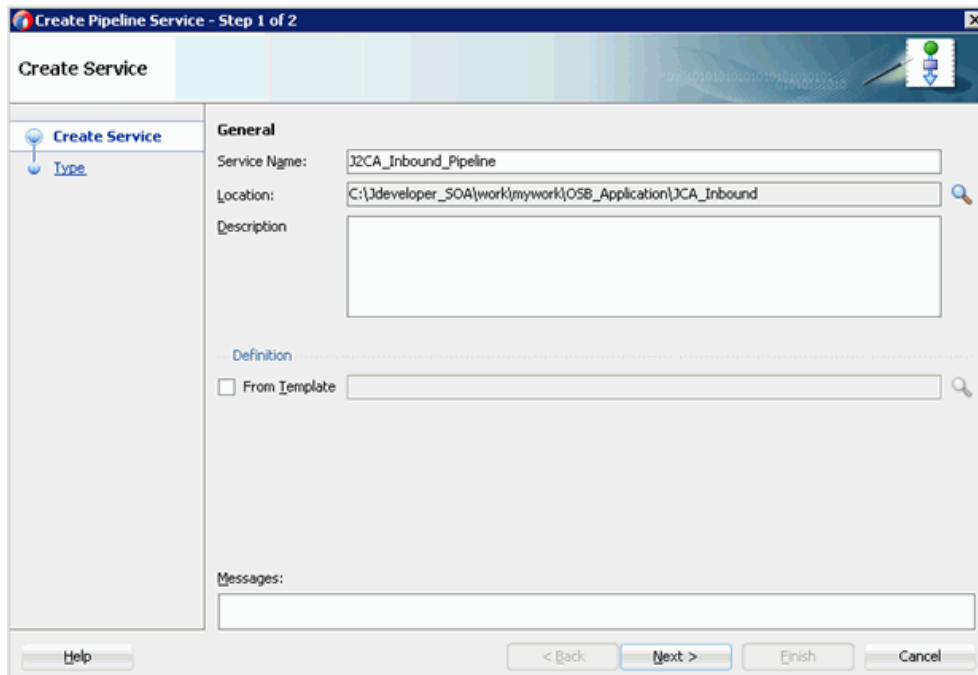 Create Pipeline Service - Step 1 of 2
Create Service
Create Service
Type
General
Service Name: J2CA_Inbound_Pipeline
Location: C:\Jdeveloper_SOA\work\mywork\OSB_Application\JCA_Inbound
Description
Definition
From Template
Messages:
Help < Back Next > Finish Cancel